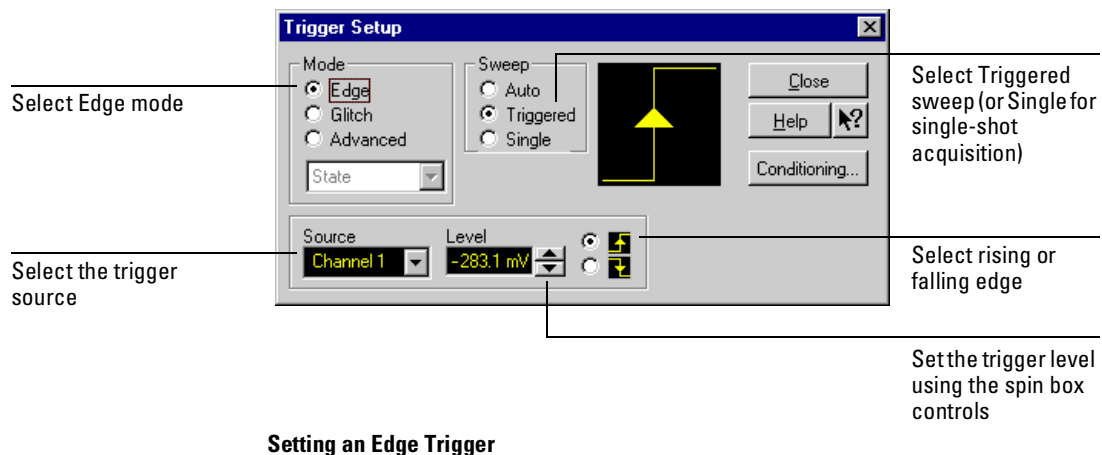 Trigger Setup
Mode
Edge
Glitch
Advanced
State
Sweep
Auto
Triggered
Single
Close
Help
Conditioning...
Source
Channel 1
Level
-283.1 mV
Select Edge mode
Select the trigger
source
Select Triggered
sweep (or Single for
single-shot
acquisition)
Select rising or
falling edge
Set the trigger level
using the spin box
controls
Setting an Edge Trigger